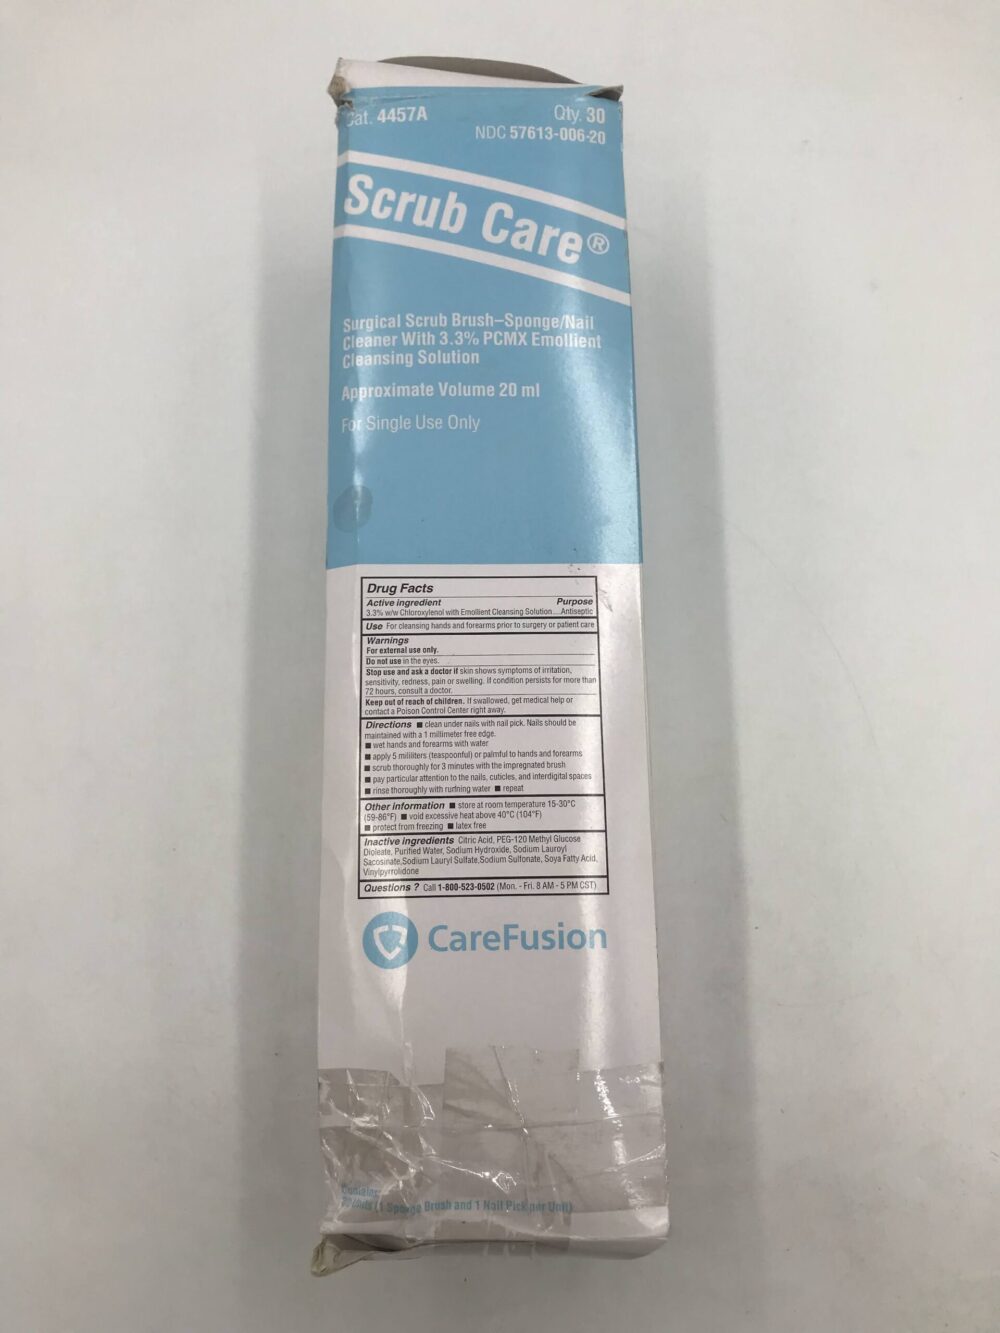 Cat. 4457A
Qty. 30
NDC 57613-006-20
Scrub Care®
Surgical Scrub Brush–Sponge/Nail
Cleaner With 3.3% PCMX Emollient
Cleansing Solution
Approximate Volume 20 ml
For Single Use Only
Drug Facts
Active ingredient Purpose
3.3% w/w Chloroxylenol with Emollient Cleansing Solution....Antiseptic
Use For cleansing hands and forearms prior to surgery or patient care
Warnings
For external use only.
Do not use in the eyes.
Stop use and ask a doctor if skin shows symptoms of irritation,
sensitivity, redness, pain or swelling. If condition persists for more than
72 hours, consult a doctor.
Keep out of reach of children. If swallowed, get medical help or
contact a Poison Control Center right away.
Directions ■ clean under nails with nail pick. Nails should be
maintained with a 1 millimeter free edge.
■ wet hands and forearms with water
■ apply 5 milliliters (teaspoonful) or palmful to hands and forearms
■ scrub thoroughly for 3 minutes with the impregnated brush
■ pay particular attention to the nails, cuticles, and interdigital spaces
■ rinse thoroughly with running water ■ repeat
Other information ■ store at room temperature 15-30°C
(59-86°F) ■ void excessive heat above 40°C (104°F)
■ protect from freezing ■ latex free
Inactive ingredients Citric Acid, PEG-120 Methyl Glucose
Dioleate, Purified Water, Sodium Hydroxide, Sodium Lauroyl
Sacosinate,Sodium Lauryl Sulfate,Sodium Sulfonate, Soya Fatty Acid,
Vinylpyrrolidone
Questions ? Call 1-800-523-0502 (Mon. - Fri. 8 AM - 5 PM CST)
CareFusion
Contains:
(1 Sponge Brush and 1 Nail Pick per Unit)